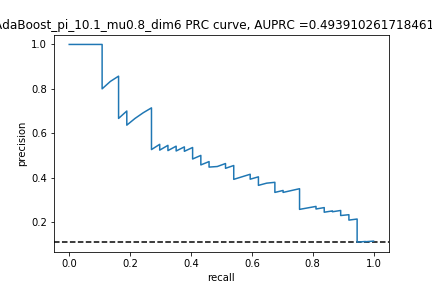 AdaBoost_pi_10.1_mu0.8_dim6 PRC curve, AUPRC =0.493910261718461
1.0
0.8
0.6
0.4
0.2
precision
0.0 0.2 0.4 0.6 0.8 1.0
recall